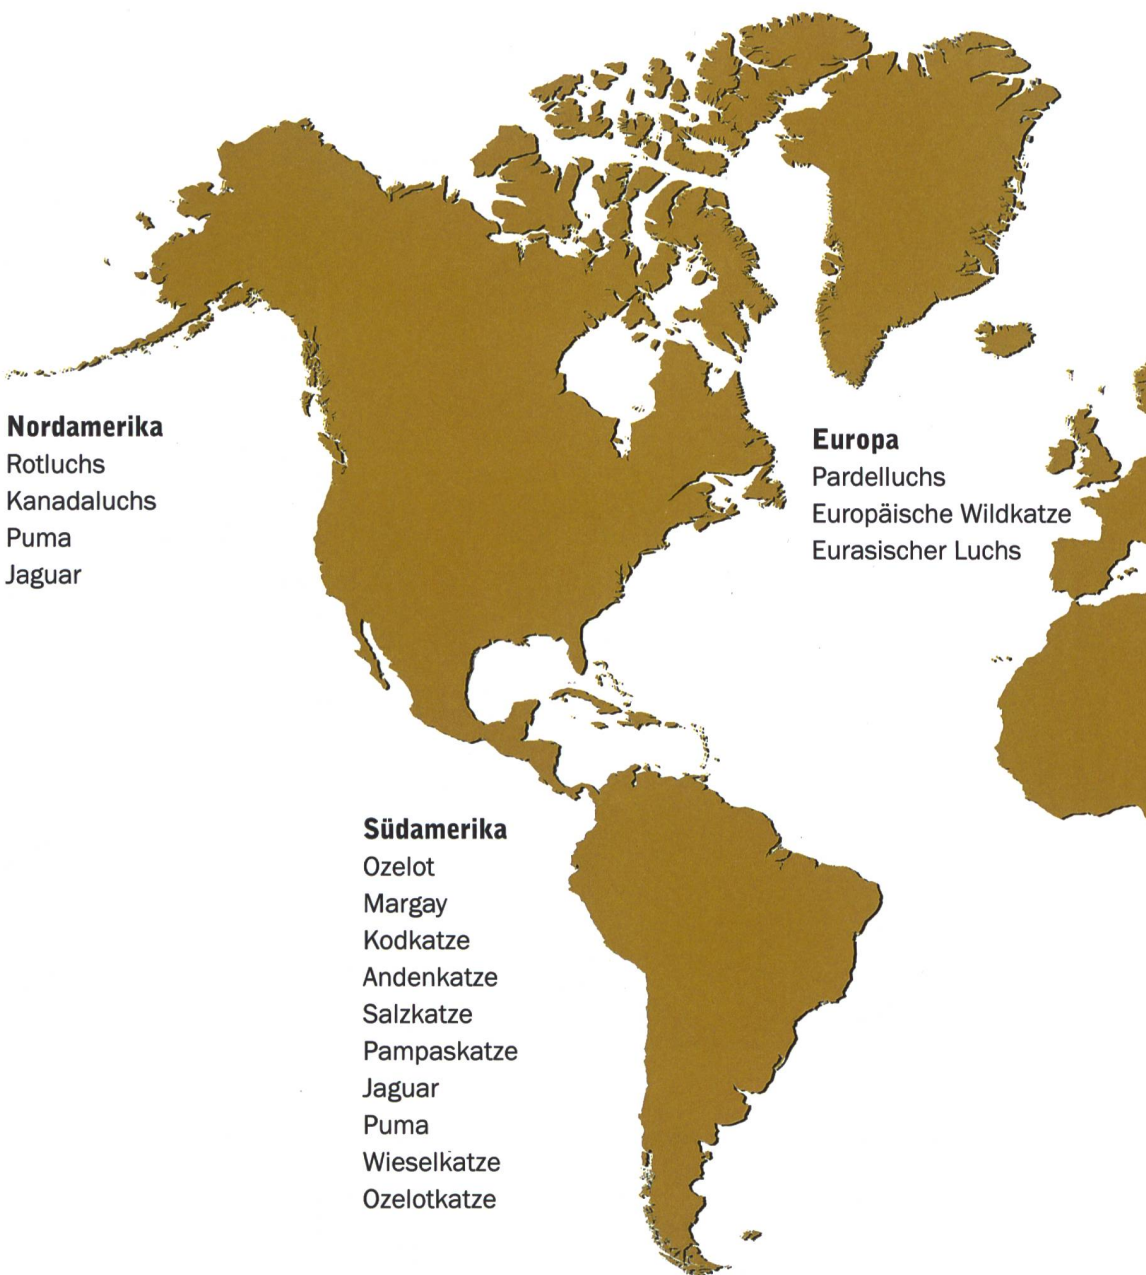 Nordamerika
Rotluchs
Kanadaluchs
Puma
Jaguar
Europa
Pardelluchs
Europäische Wildkatze
Eurasischer Luchs
Südamerika
Ozelot
Margay
Kodkatze
Andenkatze
Salzkatze
Pampaskatze
Jaguar
Puma
Wieselkatze
Ozelotkatze